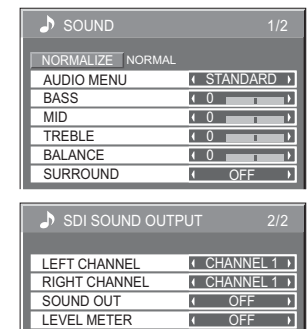 SOUND 1/2
NORMALIZE NORMAL
AUDIO MENU STANDARD
BASS 0
MID 0
TREBLE 0
BALANCE 0
SURROUND OFF
SDI SOUND OUTPUT 2/2
LEFT CHANNEL CHANNEL 1
RIGHT CHANNEL CHANNEL 1
SOUND OUT OFF
LEVEL METER OFF